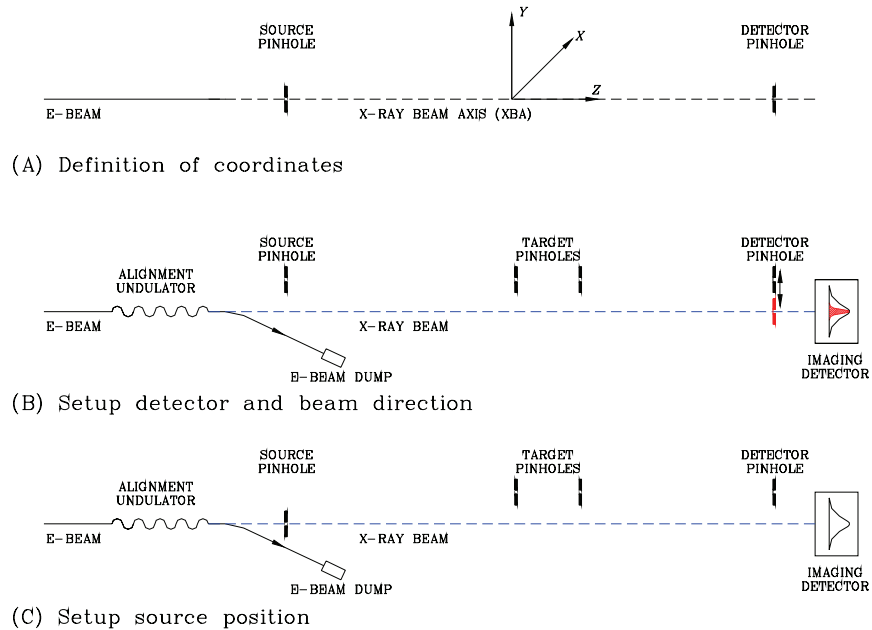 SOURCE
PINHOLE
DETECTOR
PINHOLE
Y
X
Z
E-BEAM
X-RAY BEAM AXIS (XBA)
(A) Definition of coordinates
SOURCE
PINHOLE
TARGET
PINHOLES
DETECTOR
PINHOLE
ALIGNMENT
UNDULATOR
E-BEAM
X-RAY BEAM
E-BEAM DUMP
IMAGING
DETECTOR
(B) Setup detector and beam direction
SOURCE
PINHOLE
TARGET
PINHOLES
DETECTOR
PINHOLE
ALIGNMENT
UNDULATOR
E-BEAM
X-RAY BEAM
E-BEAM DUMP
IMAGING
DETECTOR
(C) Setup source position